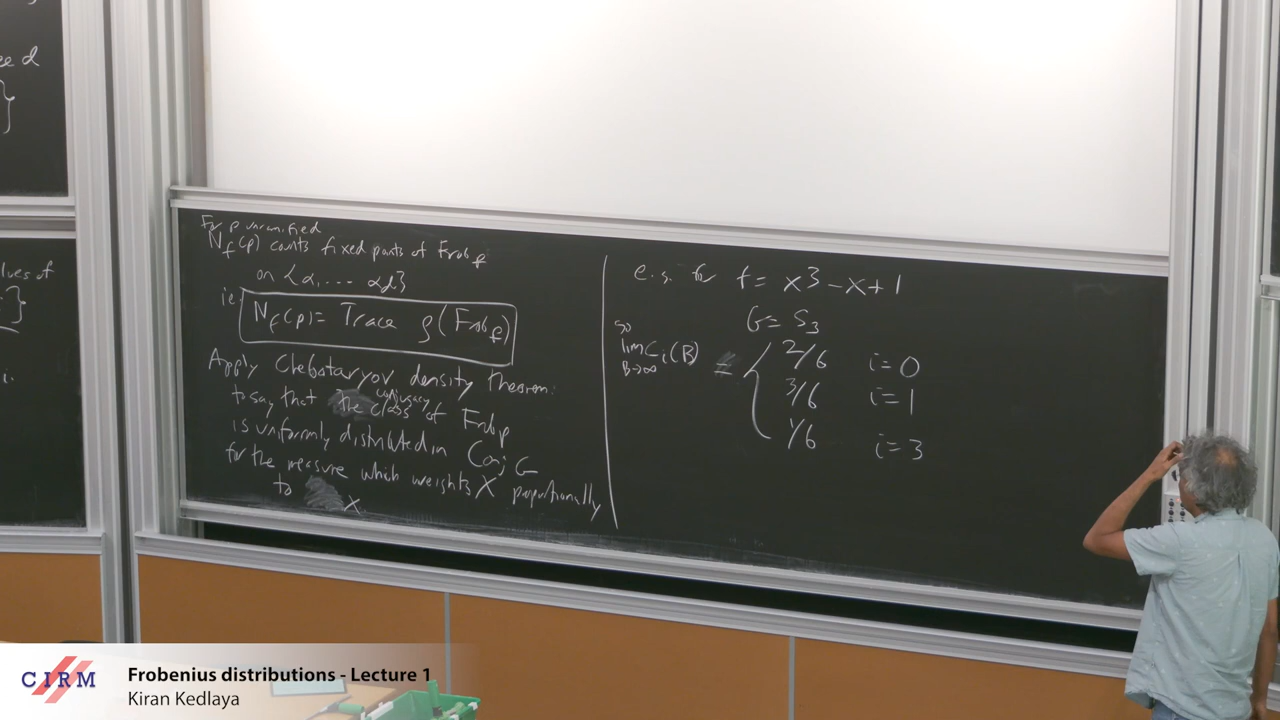 ee d
}
lves of
}
i.
For p unramified
N_f(p) counts fixed points of Frob_p
on {α_1 ... α_d}
ie.
N_f(p) = Trace ρ(Frob_p)
Apply Chebotaryov density theorem:
to say that the conjugacy class of Frob_p
is uniformly distributed in Conj G
for the measure which weights X proportionally
to X
e.g. for f = x^3 - x + 1
G = S_3
so
lim C_i(B) = { 2/6 i=0
B→∞
3/6 i=1
1/6 i=3
CIRM
Frobenius distributions - Lecture 1
Kiran Kedlaya